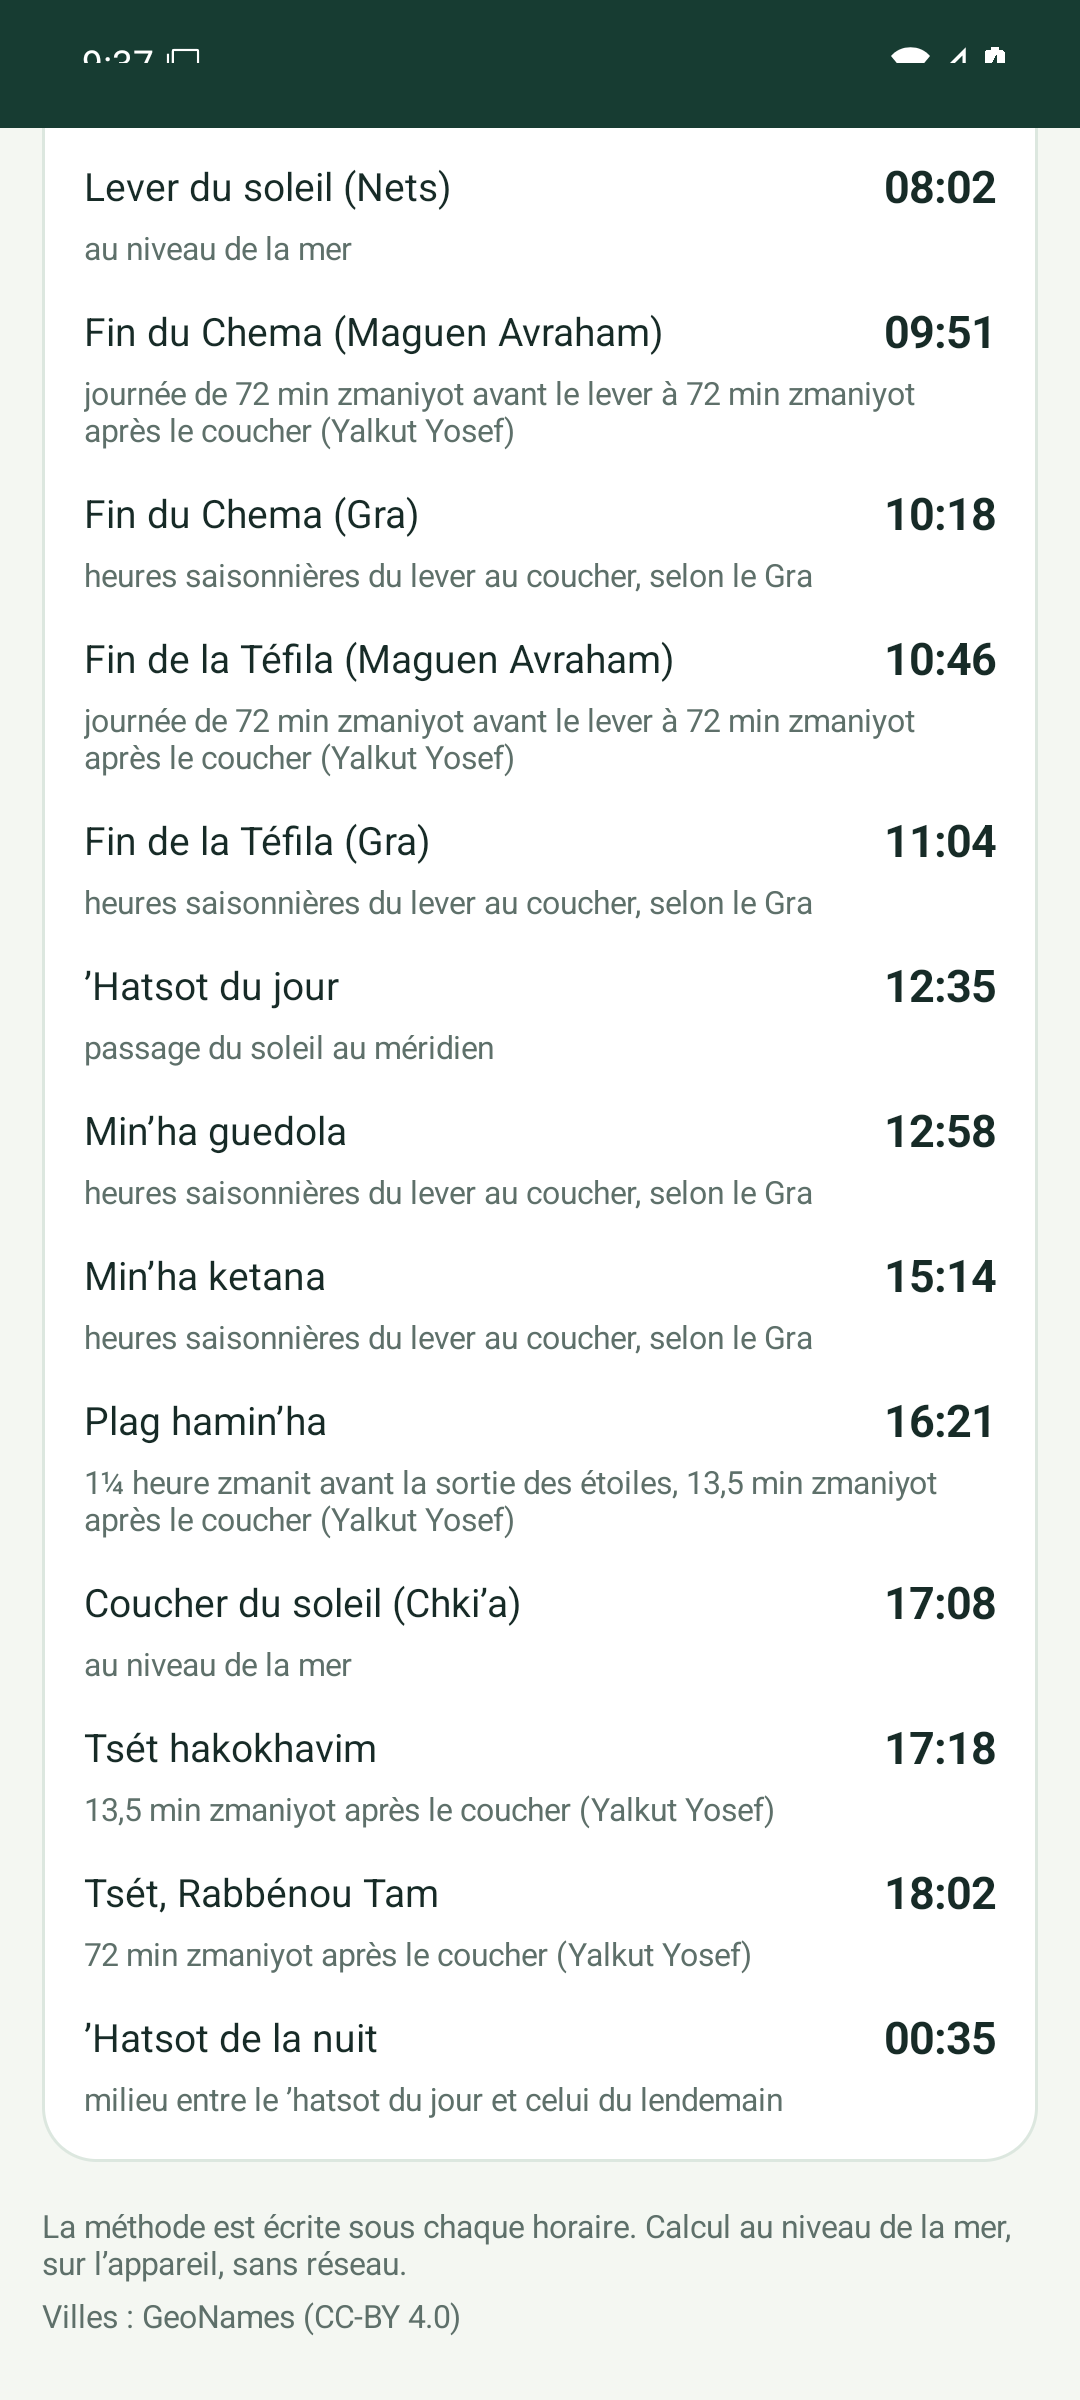 Lever du soleil (Nets) 08:02
au niveau de la mer
Fin du Chema (Maguen Avraham) 09:51
journée de 72 min zmaniyot avant le lever à 72 min zmaniyot
après le coucher (Yalkut Yosef)
Fin du Chema (Gra) 10:18
heures saisonnières du lever au coucher, selon le Gra
Fin de la Téfila (Maguen Avraham) 10:46
journée de 72 min zmaniyot avant le lever à 72 min zmaniyot
après le coucher (Yalkut Yosef)
Fin de la Téfila (Gra) 11:04
heures saisonnières du lever au coucher, selon le Gra
’Hatsot du jour 12:35
passage du soleil au méridien
Min’ha guedola 12:58
heures saisonnières du lever au coucher, selon le Gra
Min’ha ketana 15:14
heures saisonnières du lever au coucher, selon le Gra
Plag hamin’ha 16:21
1¼ heure zmanit avant la sortie des étoiles, 13,5 min zmaniyot
après le coucher (Yalkut Yosef)
Coucher du soleil (Chki’a) 17:08
au niveau de la mer
Tsét hakokhavim 17:18
13,5 min zmaniyot après le coucher (Yalkut Yosef)
Tsét, Rabbénou Tam 18:02
72 min zmaniyot après le coucher (Yalkut Yosef)
’Hatsot de la nuit 00:35
milieu entre le ’hatsot du jour et celui du lendemain
La méthode est écrite sous chaque horaire. Calcul au niveau de la mer,
sur l’appareil, sans réseau.
Villes : GeoNames (CC-BY 4.0)